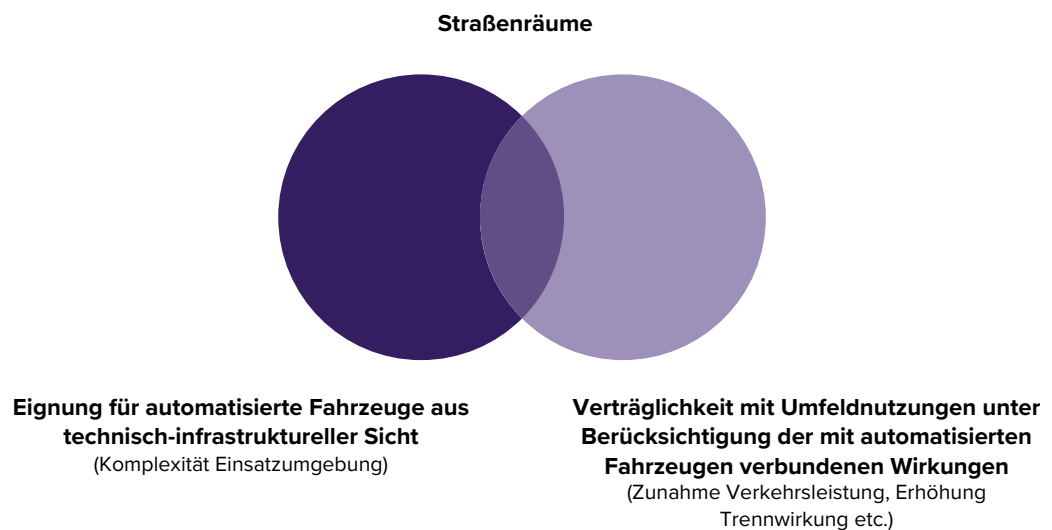 Straßenräume
Eignung für automatisierte Fahrzeuge aus
technisch-infrastruktureller Sicht
(Komplexität Einsatzumgebung)
Verträglichkeit mit Umfeldnutzungen unter
Berücksichtigung der mit automatisierten
Fahrzeugen verbundenen Wirkungen
(Zunahme Verkehrsleistung, Erhöhung
Trennwirkung etc.)